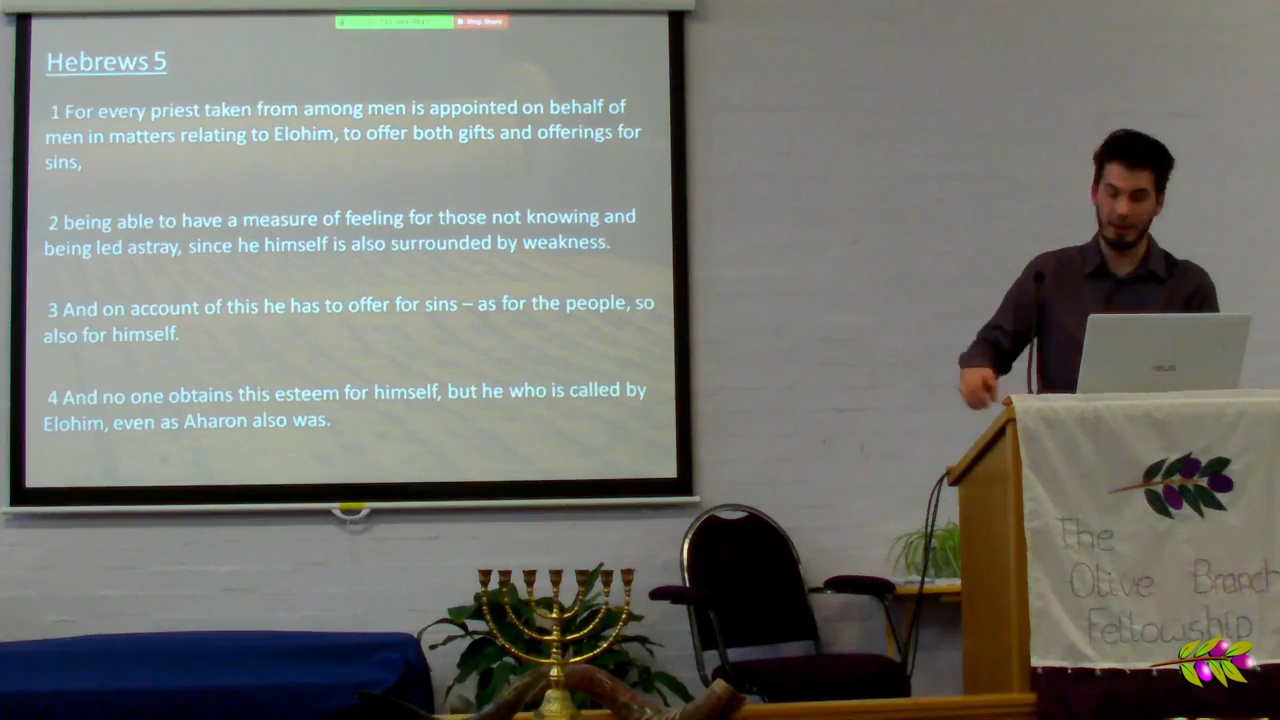 Stop Share
Hebrews 5
1 For every priest taken from among men is appointed on behalf of
men in matters relating to Elohim, to offer both gifts and offerings for
sins,
2 being able to have a measure of feeling for those not knowing and
being led astray, since he himself is also surrounded by weakness.
3 And on account of this he has to offer for sins – as for the people, so
also for himself.
4 And no one obtains this esteem for himself, but he who is called by
Elohim, even as Aharon also was.
ASUS
The
Olive Branch
Fellowship